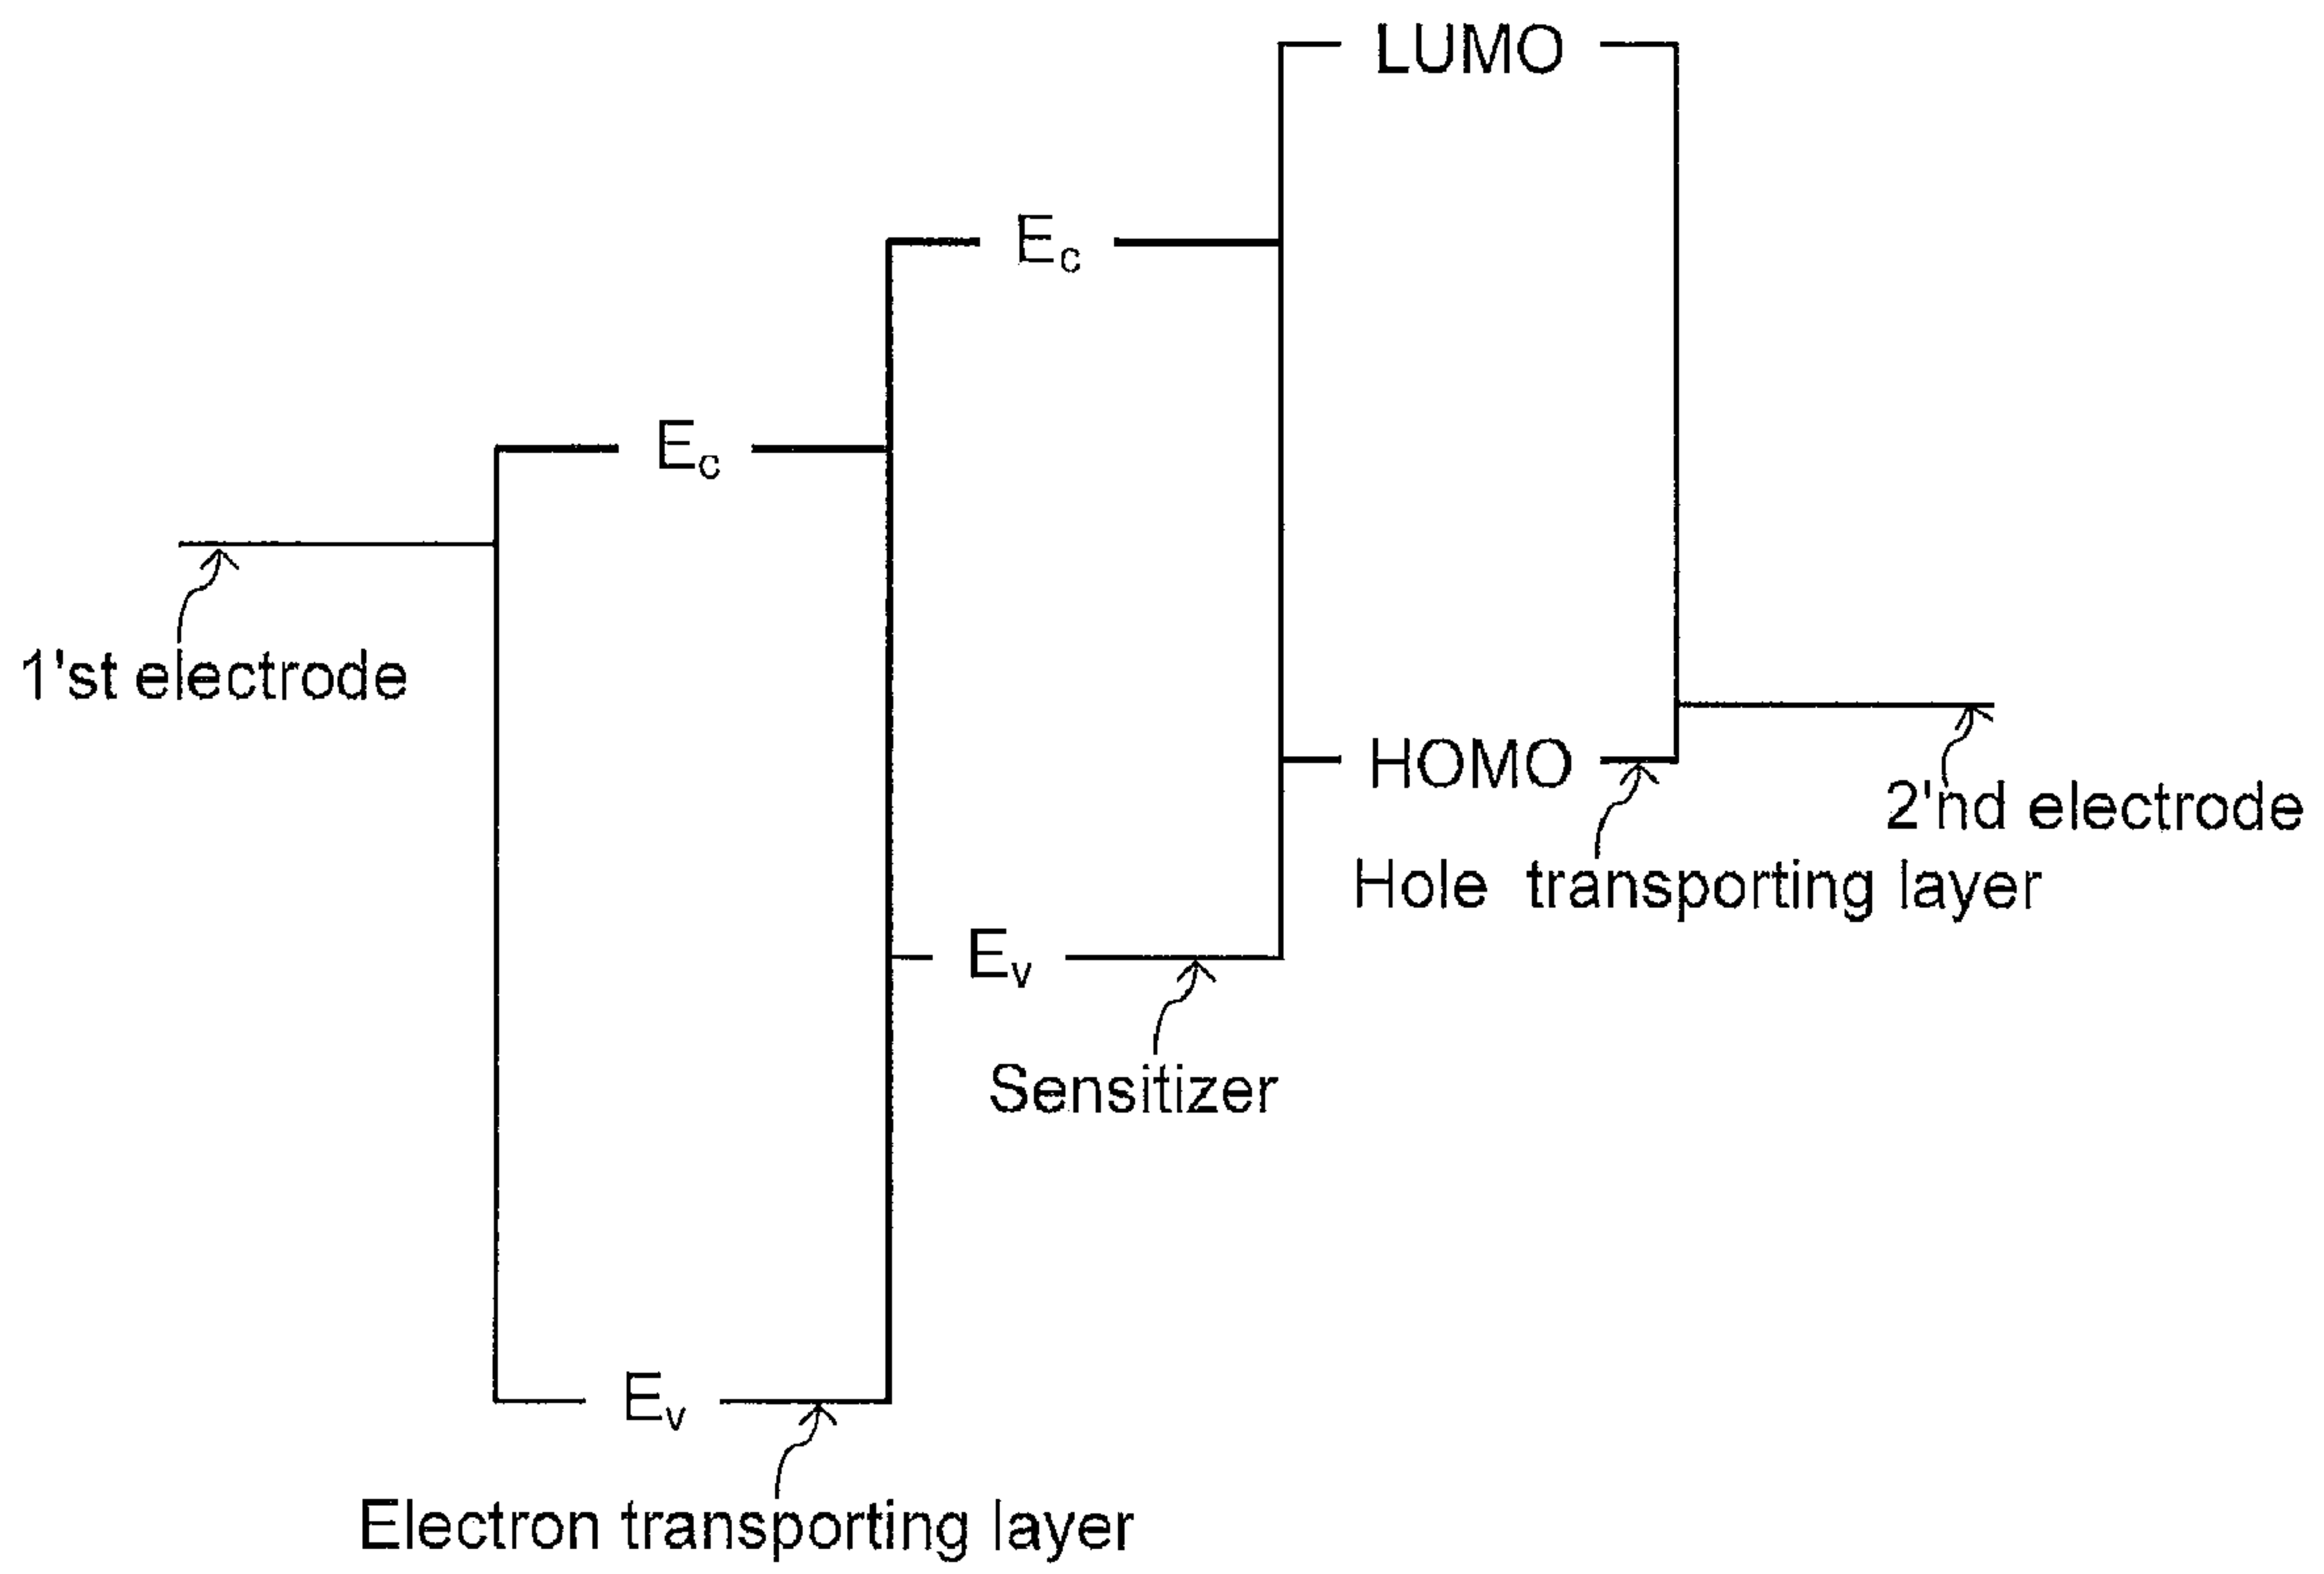 LUMO
Ec
Ec
1'st electrode
HOMO
2'nd electrode
Hole transporting layer
Ev
Sensitizer
Ev
Electron transporting layer